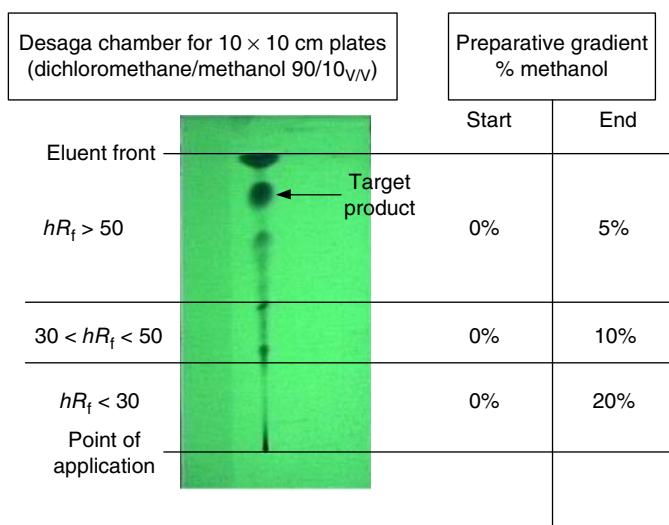 Desaga chamber for 10 × 10 cm plates
(dichloromethane/methanol 90/10V/V)
Preparative gradient
% methanol
Start End
Eluent front
Target
product
hRf > 50 0% 5%
30 < hRf < 50 0% 10%
hRf < 30 0% 20%
Point of
application